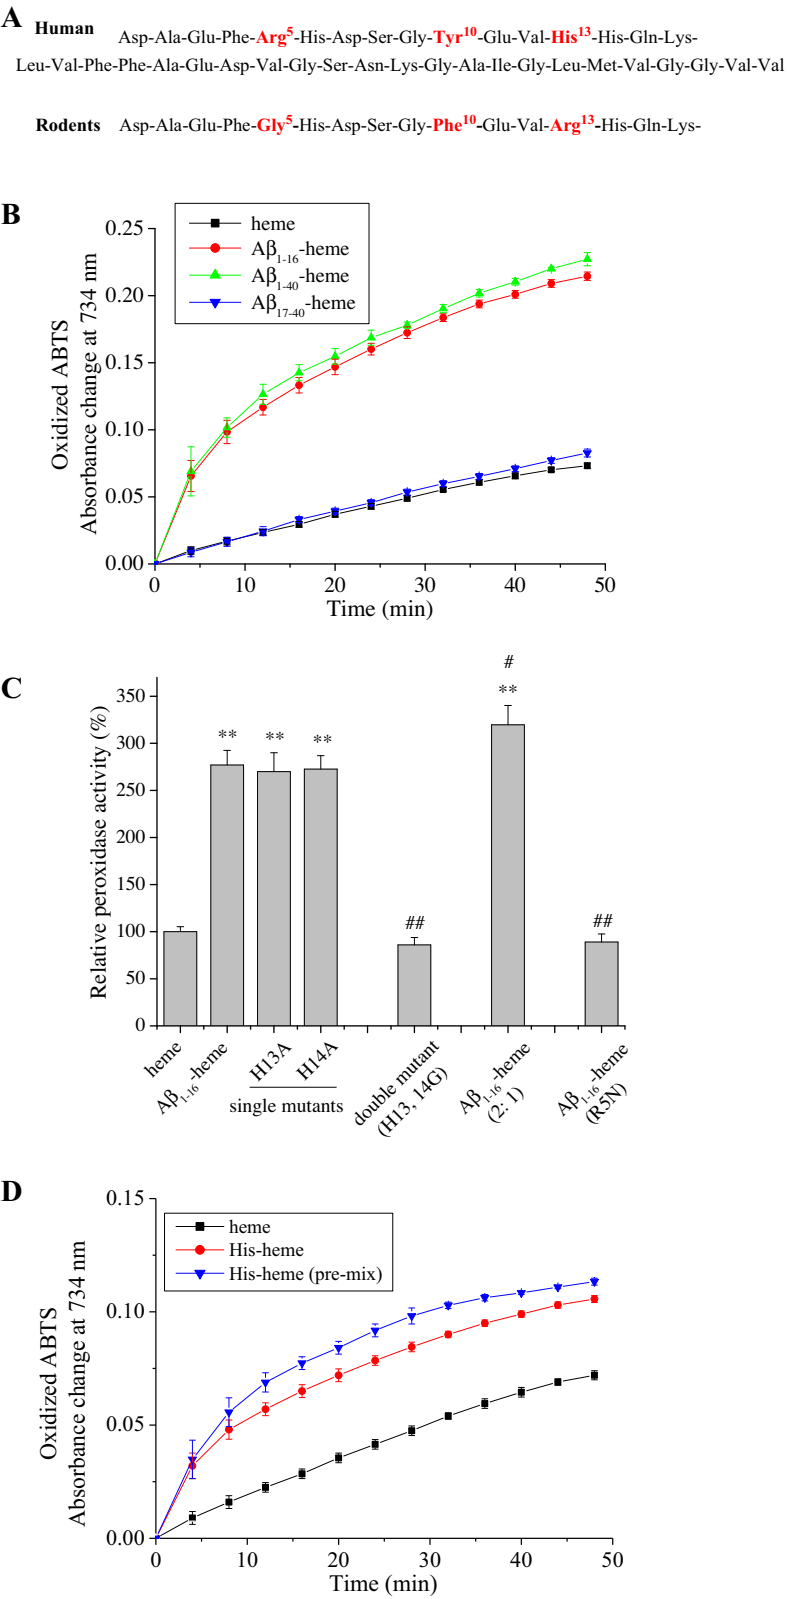 A
Human Asp-Ala-Glu-Phe-Arg5-His-Asp-Ser-Gly-Tyr10-Glu-Val-His13-His-Gln-Lys-
Leu-Val-Phe-Phe-Ala-Glu-Asp-Val-Gly-Ser-Asn-Lys-Gly-Ala-Ile-Gly-Leu-Met-Val-Gly-Gly-Val-Val
Rodents Asp-Ala-Glu-Phe-Gly5-His-Asp-Ser-Gly-Phe10-Glu-Val-Arg13-His-Gln-Lys-
B
heme
Aβ1-16-heme
Aβ1-40-heme
Aβ17-40-heme
0.25
0.20
0.15
0.10
0.05
0.00
Oxidized ABTS
Absorbance change at 734 nm
0 10 20 30 40 50
Time (min)
C
Relative peroxidase activity (%)
350
300
250
200
150
100
50
0
**
**
**
##
#
**
##
heme
Aβ1-16-heme
H13A
H14A
single mutants
double mutant
(H13, 14G)
Aβ1-16-heme
(2: 1)
Aβ1-16-heme
(R5N)
D
heme
His-heme
His-heme (pre-mix)
0.15
0.10
0.05
0.00
Oxidized ABTS
Absorbance change at 734 nm
0 10 20 30 40 50
Time (min)